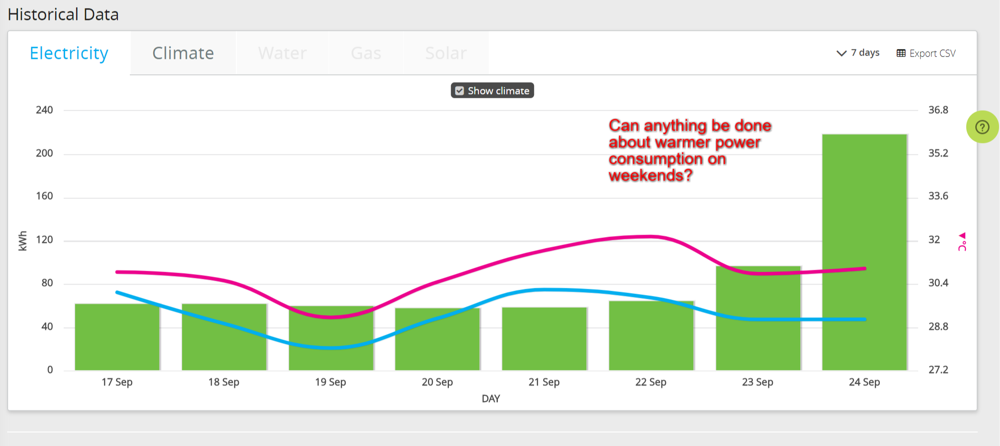 Historical Data
Electricity
Climate
Water
Gas
Solar
7 days
Export CSV
Show climate
240
200
160
120
80
40
0
kWh
Can anything be done
about warmer power
consumption on
weekends?
36.8
35.2
33.6
32
30.4
28.8
27.2
°C
?
17 Sep
18 Sep
19 Sep
20 Sep
21 Sep
22 Sep
23 Sep
24 Sep
DAY